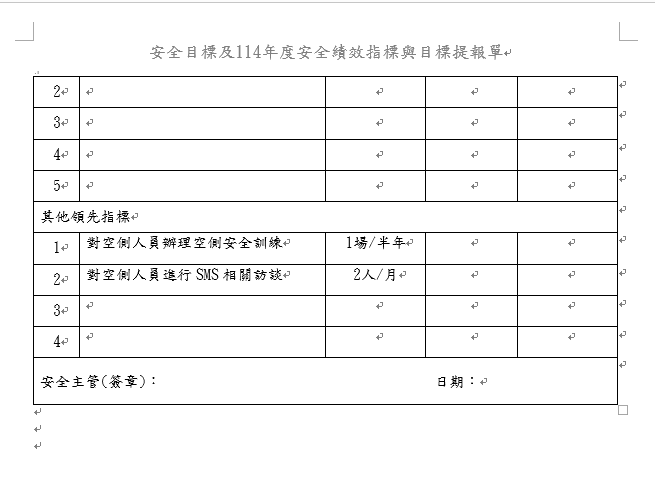 安全目標及114年度安全績效指標與目標提報單
2
3
4
5
其他領先指標
1 對空側人員辦理空側安全訓練 1場/半年
2 對空側人員進行 SMS 相關訪談 2人/月
3
4
安全主管(簽章)： 日期：